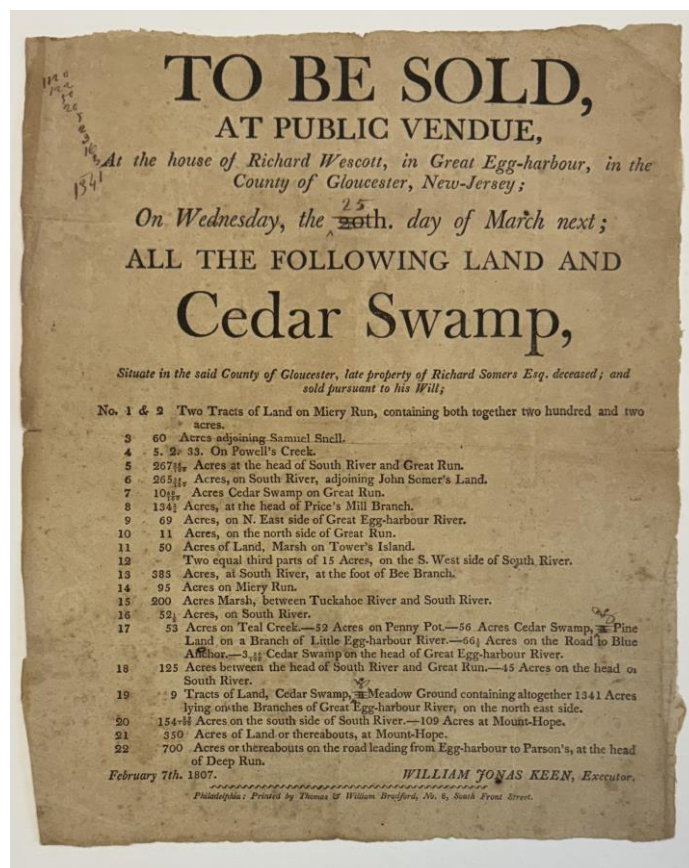 TO BE SOLD,
AT PUBLIC VENDUE,
At the house of Richard Wescott, in Great Egg-harbour, in the
County of Gloucester, New-Jersey;
1341
25
On Wednesday, the 20th. day of March next;
ALL THE FOLLOWING LAND AND
Cedar Swamp,
Situate in the said County of Gloucester, late property of Richard Somers Esq. deceased; and
sold pursuant to his Will;
No. 1 & 2 Two Tracts of Land on Miery Run, containing both together two hundred and two
acres.
3 60 Acres adjoining Samuel Snell.
4 5. 2. 33. On Powell's Creek.
5 267 Acres at the head of South River and Great Run.
6 265 Acres, on South River, adjoining John Somer's Land.
7 10 Acres Cedar Swamp on Great Run.
8 134½ Acres, at the head of Price's Mill Branch.
9 69 Acres, on N. East side of Great Egg-harbour River.
10 11 Acres, on the north side of Great Run.
11 50 Acres of Land, Marsh on Tower's Island.
12 Two equal third parts of 15 Acres, on the S. West side of South River.
13 383 Acres, at South River, at the foot of Bee Branch.
14 95 Acres on Miery Run.
15 200 Acres Marsh, between Tuckahoe River and South River.
16 52½ Acres, on South River.
17 53 Acres on Teal Creek.—52 Acres on Penny Pot.—56 Acres Cedar Swamp, Pine
Land on a Branch of Little Egg-harbour River.—66½ Acres on the Road to Blue
Anchor.—3 Cedar Swamp on the head of Great Egg-harbour River.
18 125 Acres between the head of South River and Great Run.—45 Acres on the head of
South River.
19 9 Tracts of Land, Cedar Swamp, Meadow Ground containing altogether 1341 Acres
lying on the Branches of Great Egg-harbour River, on the north east side.
20 154 Acres on the south side of South River.—109 Acres at Mount-Hope.
21 350 Acres of Land or thereabouts, at Mount-Hope.
22 700 Acres or thereabouts on the road leading from Egg-harbour to Parson's, at the head
of Deep Run.
February 7th. 1807. WILLIAM JONAS KEEN, Executor.
Philadelphia: Printed by Thomas & William Bradford, No. 8, South Front Street.